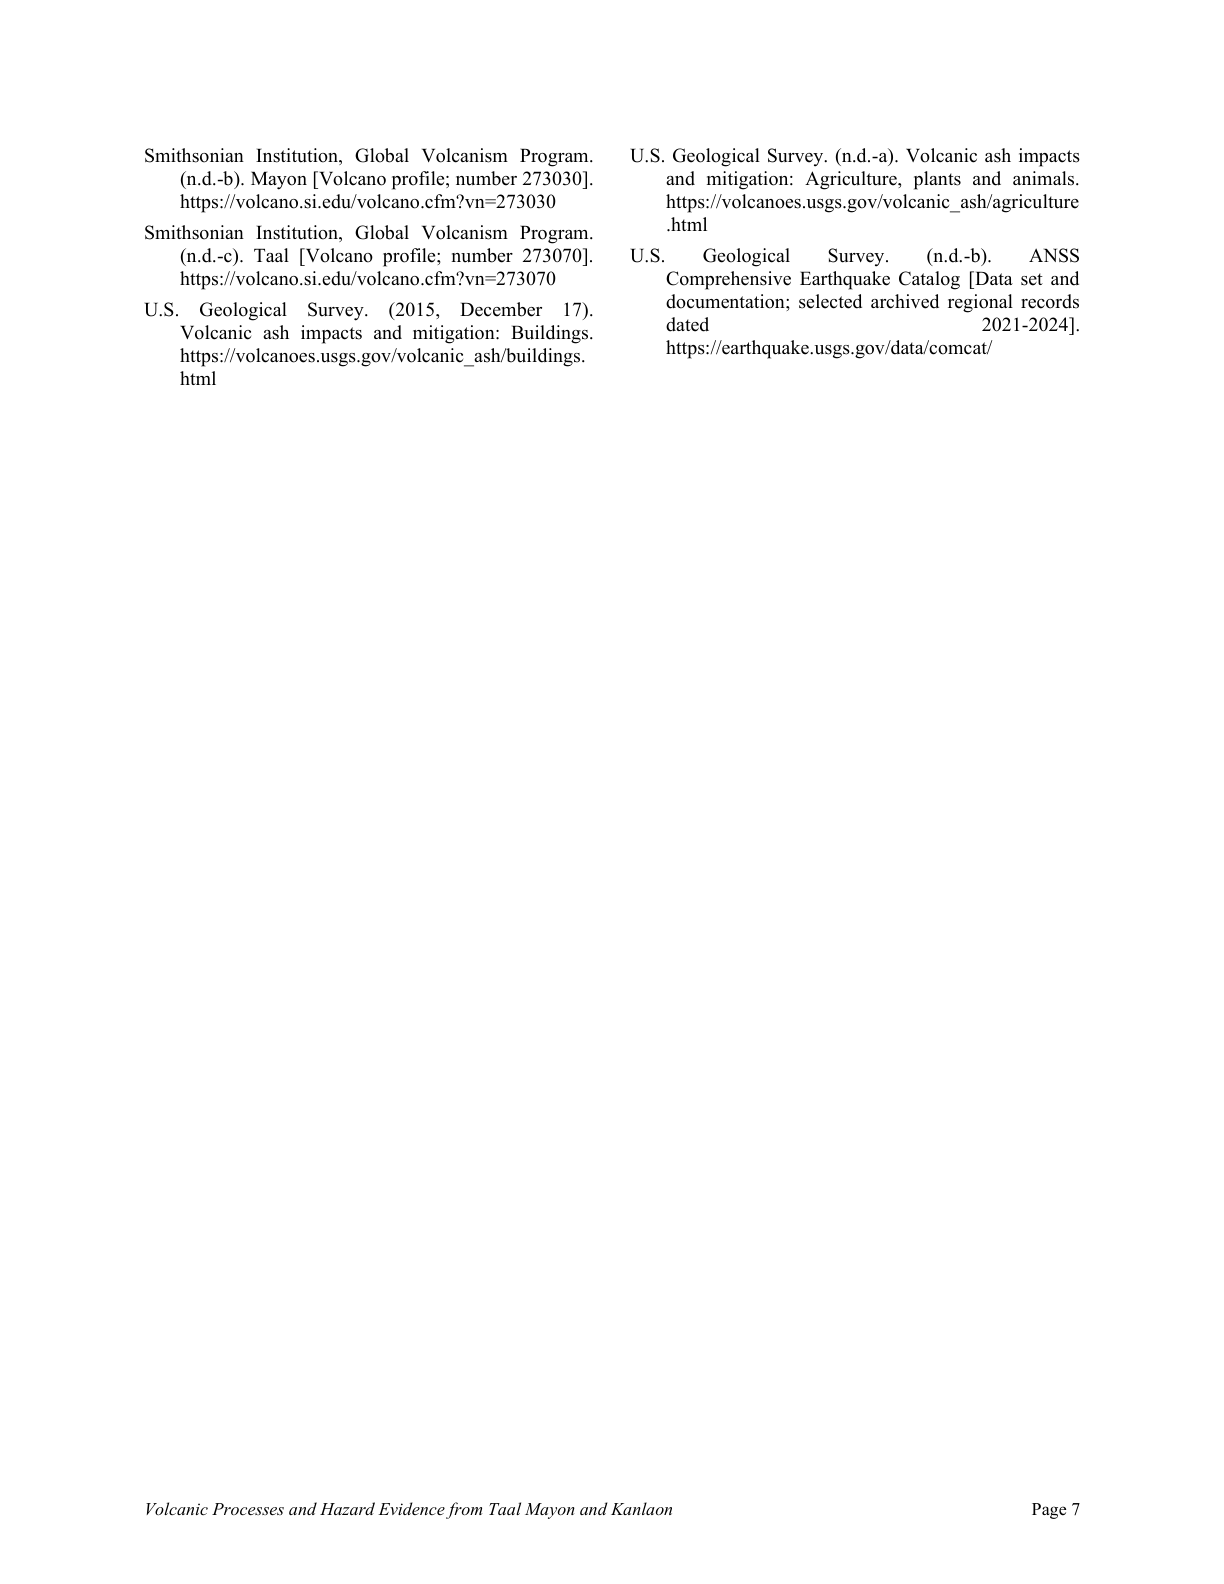 Smithsonian Institution, Global Volcanism Program.
(n.d.-b). Mayon [Volcano profile; number 273030].
https://volcano.si.edu/volcano.cfm?vn=273030
Smithsonian Institution, Global Volcanism Program.
(n.d.-c). Taal [Volcano profile; number 273070].
https://volcano.si.edu/volcano.cfm?vn=273070
U.S. Geological Survey. (2015, December 17).
Volcanic ash impacts and mitigation: Buildings.
https://volcanoes.usgs.gov/volcanic_ash/buildings.
html
U.S. Geological Survey. (n.d.-a). Volcanic ash impacts
and mitigation: Agriculture, plants and animals.
https://volcanoes.usgs.gov/volcanic_ash/agriculture
.html
U.S. Geological Survey. (n.d.-b). ANSS
Comprehensive Earthquake Catalog [Data set and
documentation; selected archived regional records
dated 2021-2024].
https://earthquake.usgs.gov/data/comcat/
Volcanic Processes and Hazard Evidence from Taal Mayon and Kanlaon
Page 7